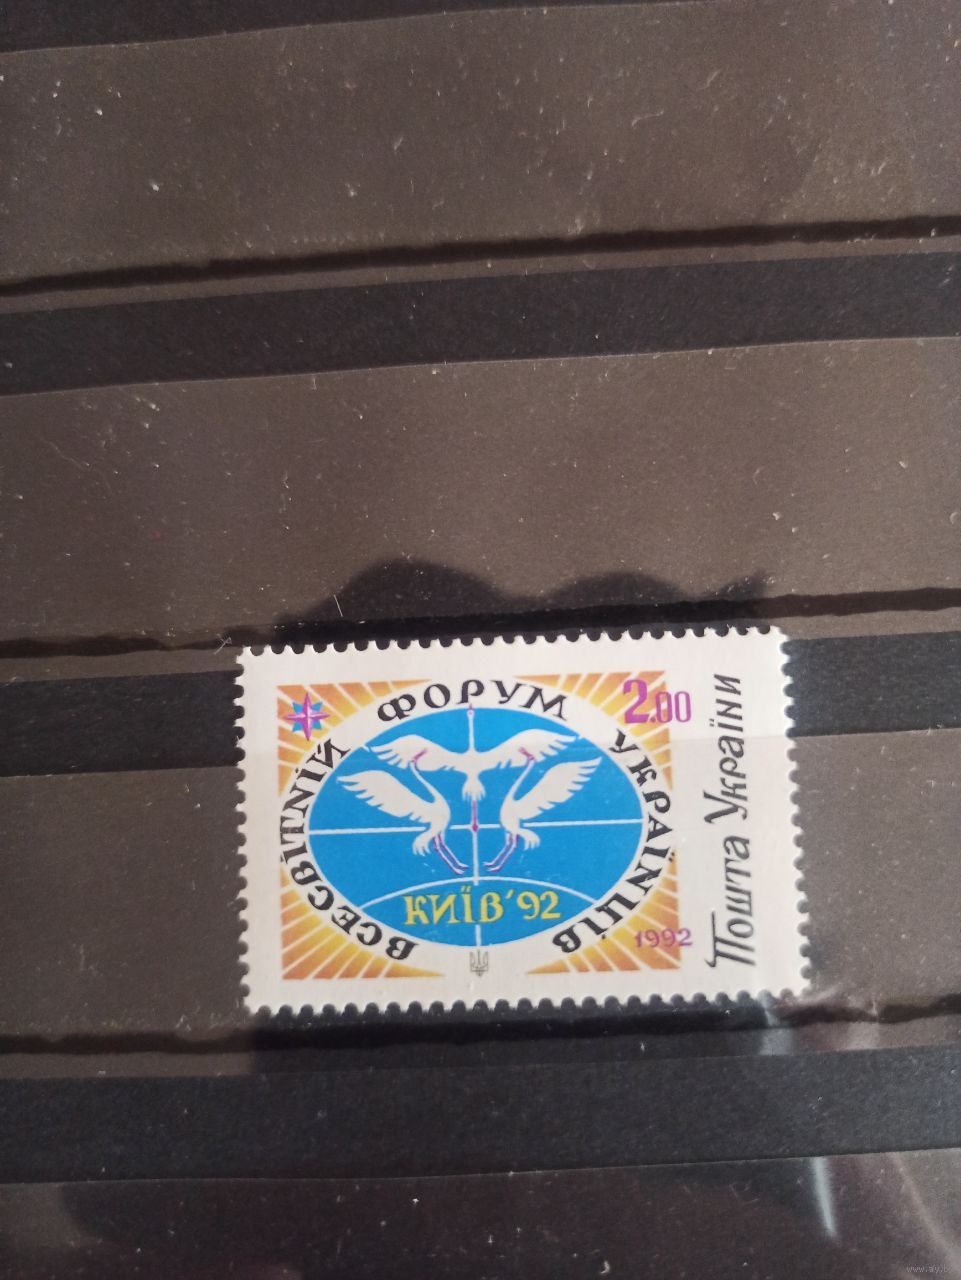 ВСЕСВІТНІЙ ФОРУМ УКРАЇНЦІВ
2.00
КИЇВ'92
1992
Пошта України